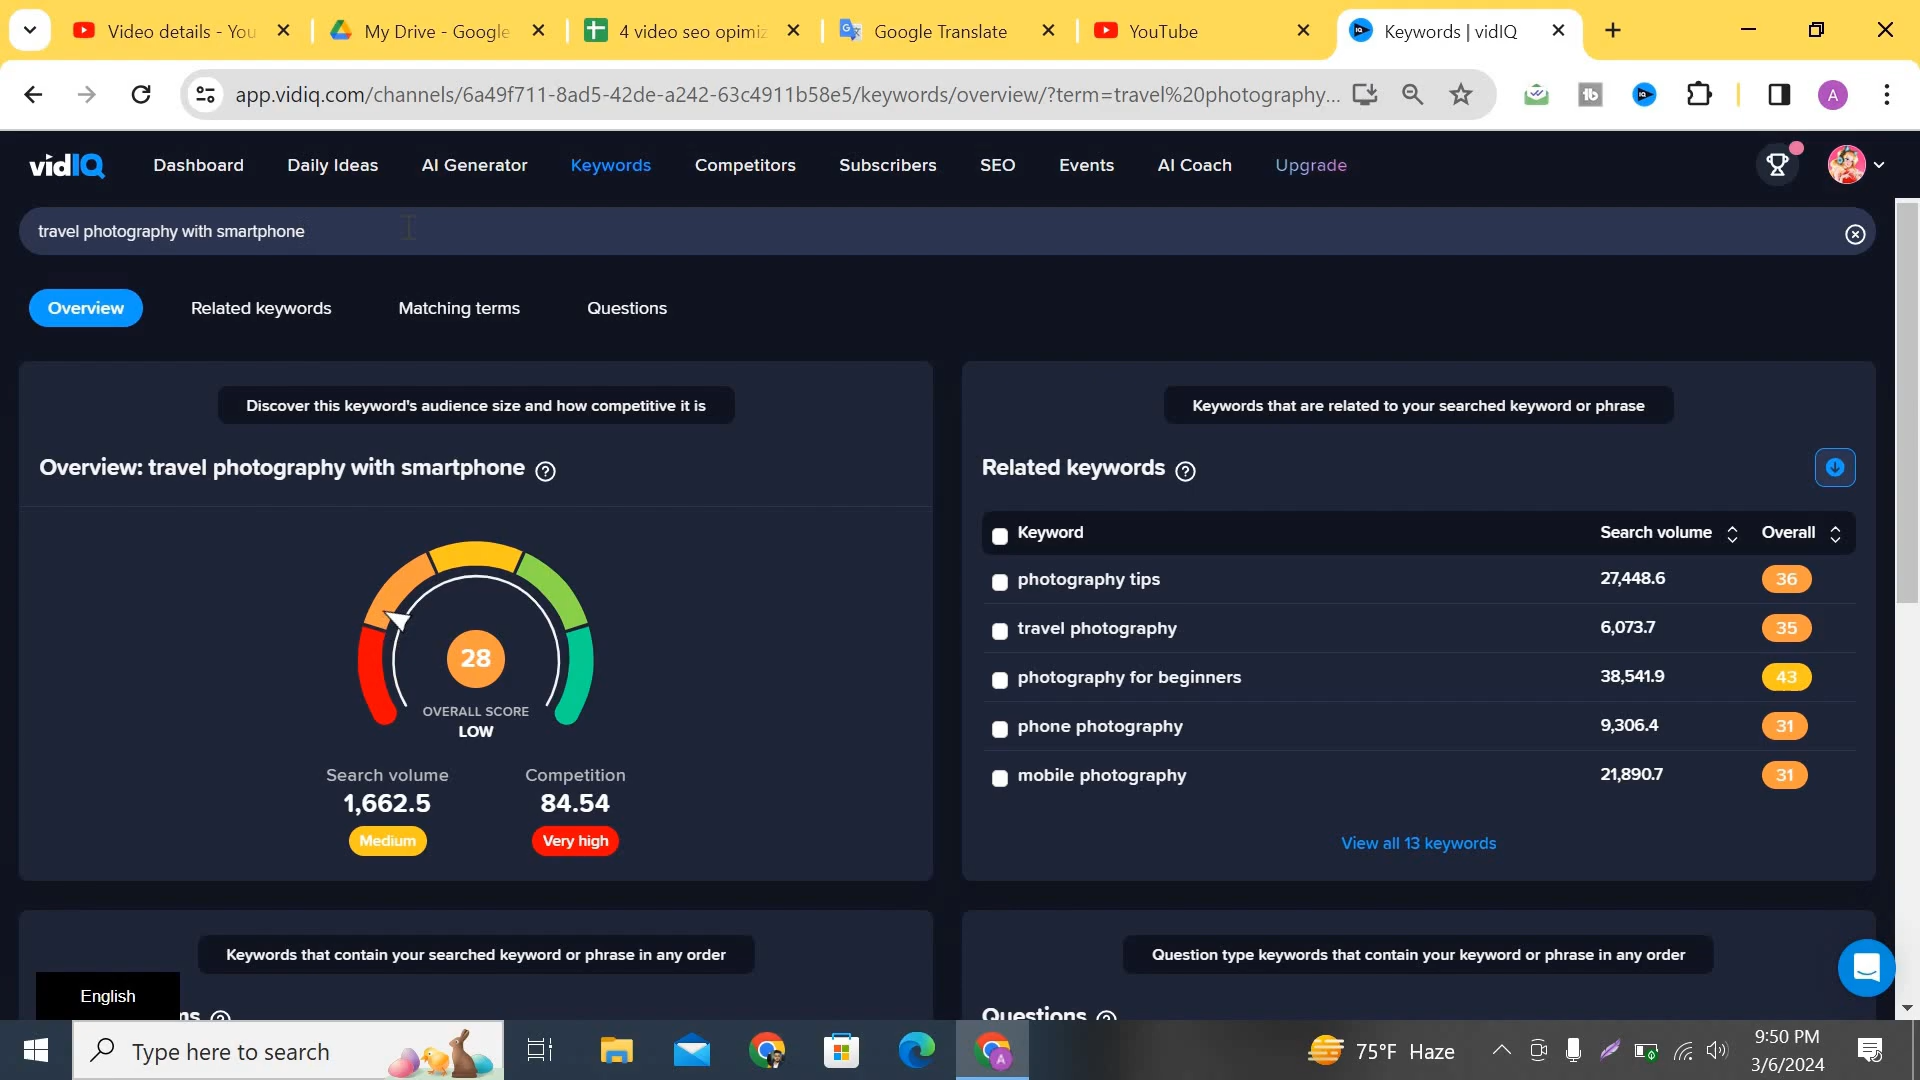 Video details - You
My Drive - Google
4 video seo opimiz
Google Translate
YouTube
Keywords | vidIQ
app.vidiq.com/channels/6a49f711-8ad5-42de-a242-63c4911b58e5/keywords/overview/?term=travel%20photography...
A
vidIQ
Dashboard
Daily Ideas
AI Generator
Keywords
Competitors
Subscribers
SEO
Events
AI Coach
Upgrade
travel photography with smartphone
Overview
Related keywords
Matching terms
Questions
Discover this keyword's audience size and how competitive it is
Overview: travel photography with smartphone
28
OVERALL SCORE
LOW
Search volume
1,662.5
Medium
Competition
84.54
Very high
Keywords that are related to your searched keyword or phrase
Related keywords
Keyword Search volume Overall
photography tips 27,448.6 36
travel photography 6,073.7 35
photography for beginners 38,541.9 43
phone photography 9,306.4 31
mobile photography 21,890.7 31
View all 13 keywords
Keywords that contain your searched keyword or phrase in any order
Question type keywords that contain your keyword or phrase in any order
Questions
English
Type here to search
75°F Haze
9:50 PM
3/6/2024